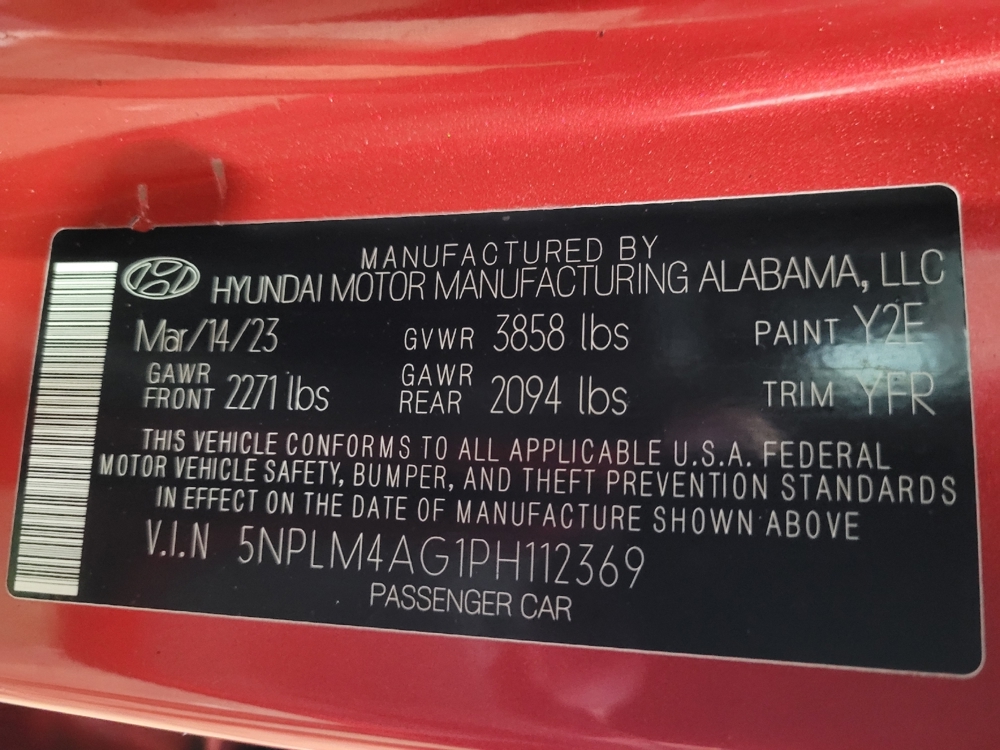 MANUFACTURED BY
HYUNDAI MOTOR MANUFACTURING ALABAMA, LLC
Mar/14/23 GVWR 3858 lbs PAINT Y2E
GAWR FRONT 2271 lbs GAWR REAR 2094 lbs TRIM YFR
THIS VEHICLE CONFORMS TO ALL APPLICABLE U.S.A. FEDERAL
MOTOR VEHICLE SAFETY, BUMPER, AND THEFT PREVENTION STANDARDS
IN EFFECT ON THE DATE OF MANUFACTURE SHOWN ABOVE
V.I.N 5NPLM4AG1PH112369
PASSENGER CAR